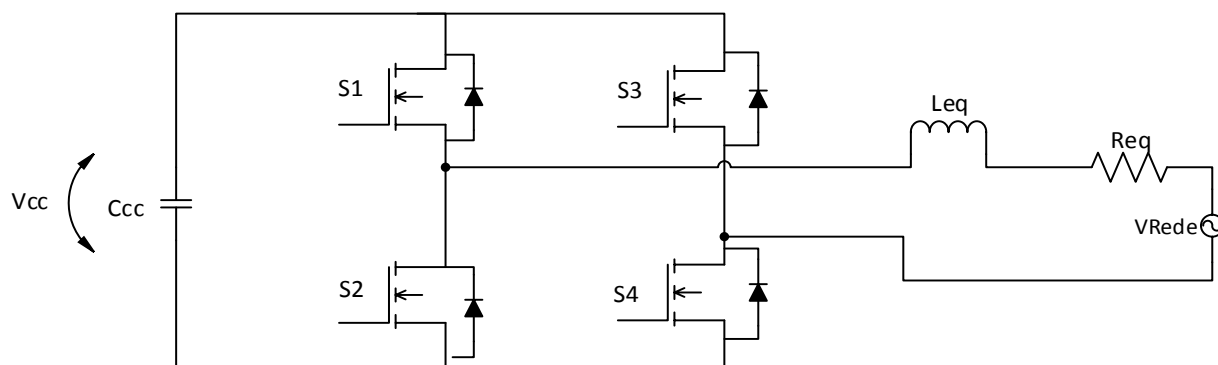 S1
S3
Leq
Req
Vcc
Ccc
VRede
S2
S4